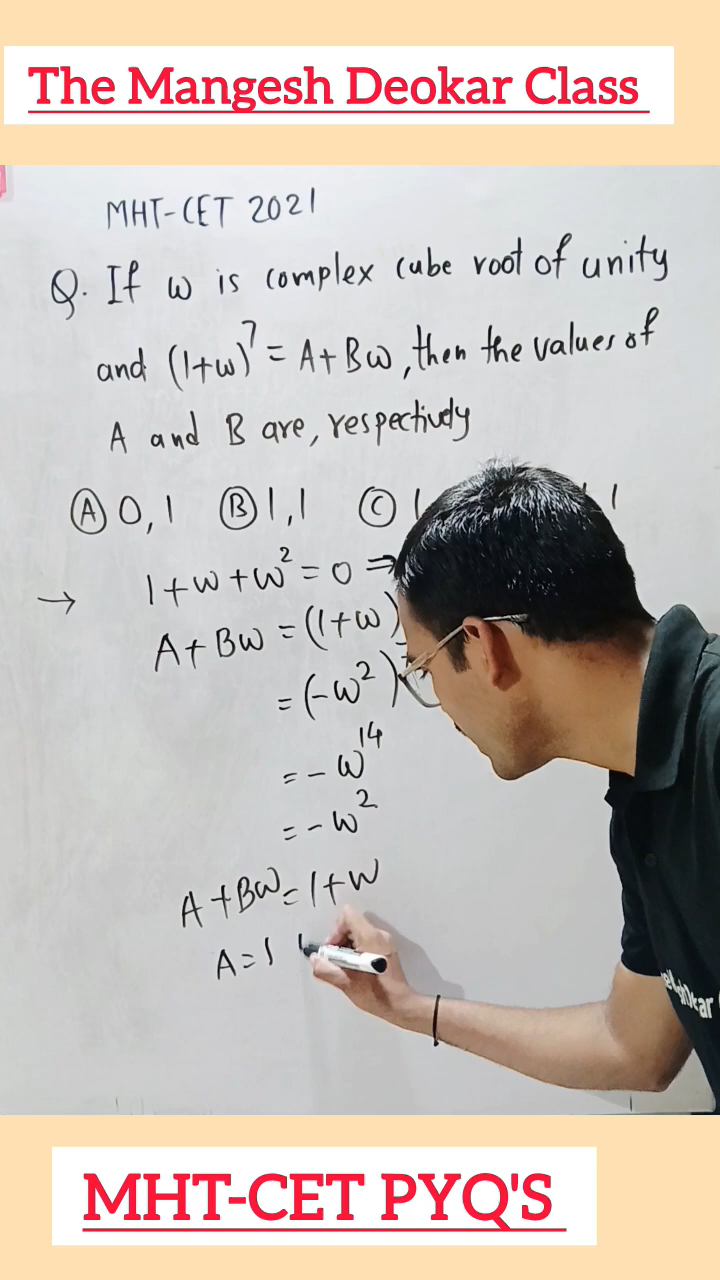 The Mangesh Deokar Class
MHT-CET 2021
Q. If ω is complex cube root of unity
and (1+ω)⁷ = A+Bω, then the values of
A and B are, respectively
Ⓐ 0, 1 Ⓑ 1, 1 Ⓒ 1
→ 1+ω+ω² = 0 ⇒
A+Bω = (1+ω)
= (-ω²)
= -ω¹⁴
= -ω²
A+Bω = 1+ω
A=1
MHT-CET PYQ'S